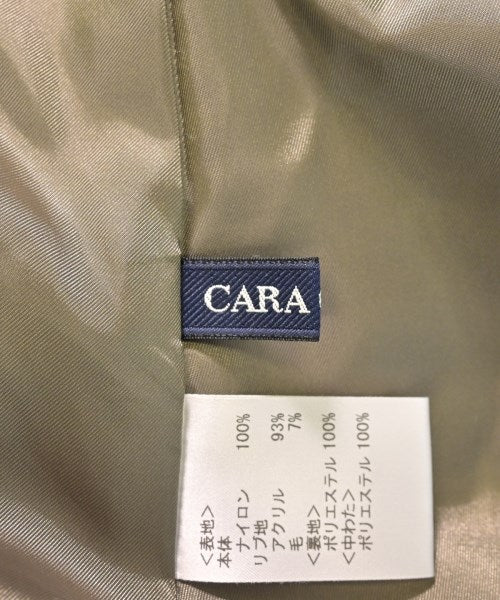 CARA
<表地>
本体
ナイロン 100%
リブ地
アクリル 93%
毛 7%
<裏地>
ポリエステル 100%
<中わた>
ポリエステル 100%